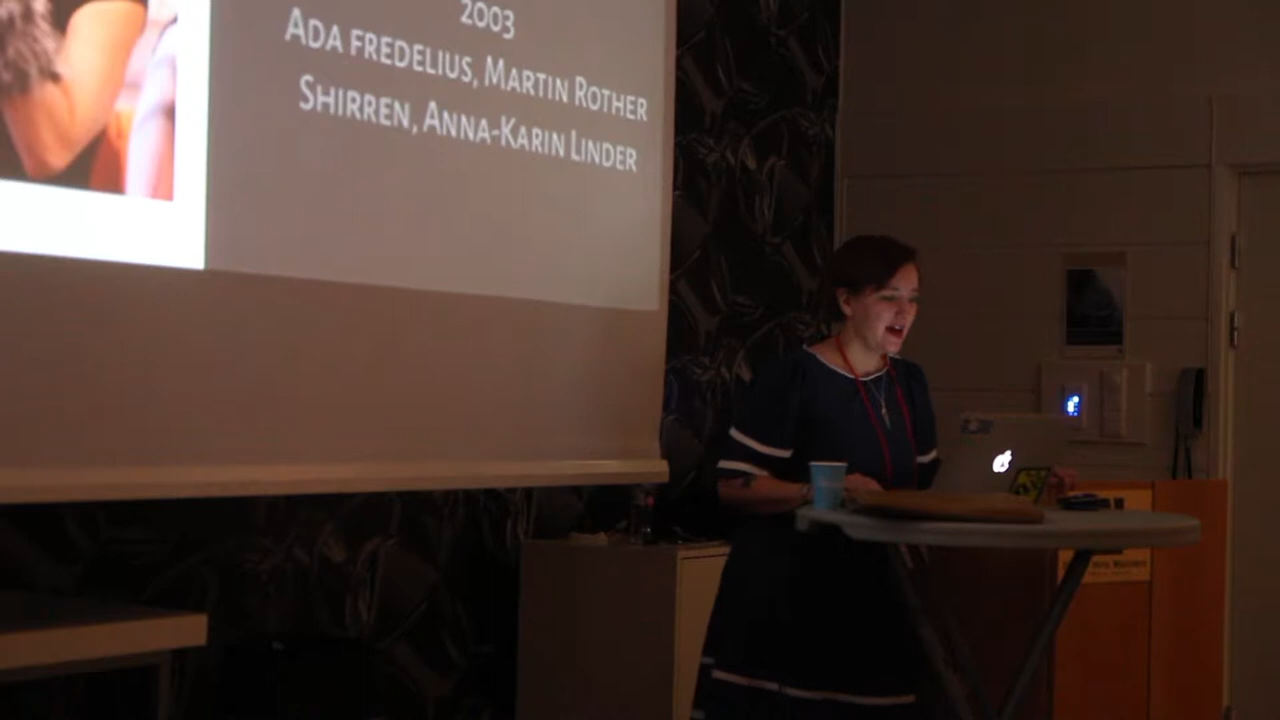 2003
ADA FREDELIUS, MARTIN ROTHER
SHIRREN, ANNA-KARIN LINDER